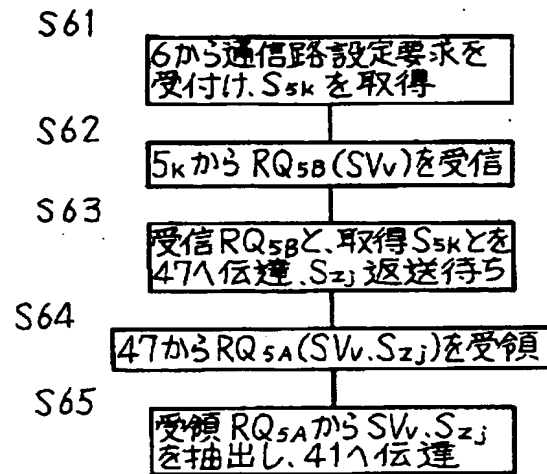 S61
6から通信路設定要求を
受付け、S5kを取得
S62
5KからRQ5B(SVv)を受信
S63
受信RQ5Bと、取得S5Kとを
47へ伝達、Szj返送待ち
S64
47からRQ5A(SVv.Szj)を受領
S65
受領RQ5AからSVv.Szj
を抽出し、41へ伝達